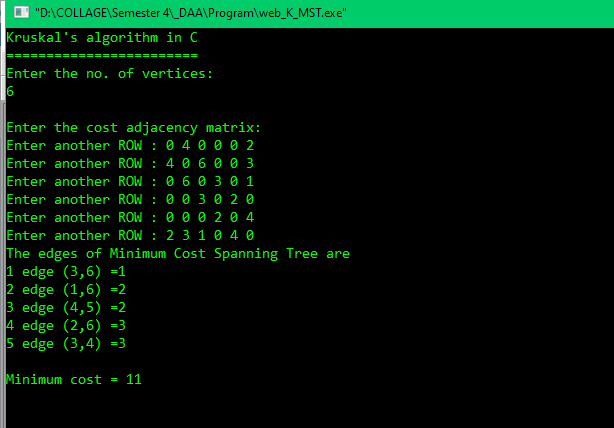 "D:\COLLAGE\Semester 4\_DAA\Program\web_K_MST.exe"
Kruskal's algorithm in C
========================
Enter the no. of vertices:
6
Enter the cost adjacency matrix:
Enter another ROW : 0 4 0 0 0 2
Enter another ROW : 4 0 6 0 0 3
Enter another ROW : 0 6 0 3 0 1
Enter another ROW : 0 0 3 0 2 0
Enter another ROW : 0 0 0 2 0 4
Enter another ROW : 2 3 1 0 4 0
The edges of Minimum Cost Spanning Tree are
1 edge (3,6) =1
2 edge (1,6) =2
3 edge (4,5) =2
4 edge (2,6) =3
5 edge (3,4) =3
Minimum cost = 11